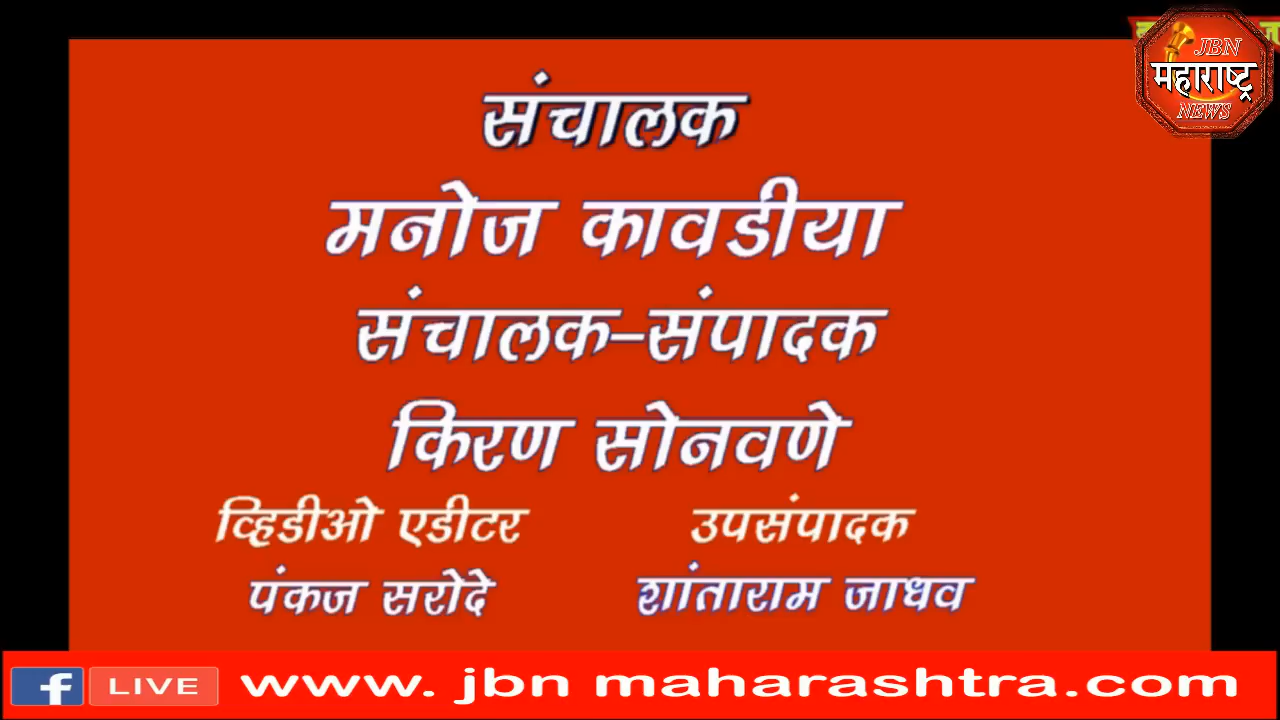 JBN
महाराष्ट्र
NEWS
संचालक
मनोज कावडीया
संचालक–संपादक
किरण सोनवणे
व्हिडीओ एडीटर
उपसंपादक
पंकज सरोदे
शांताराम जाधव
f LIVE www. jbn maharashtra.com